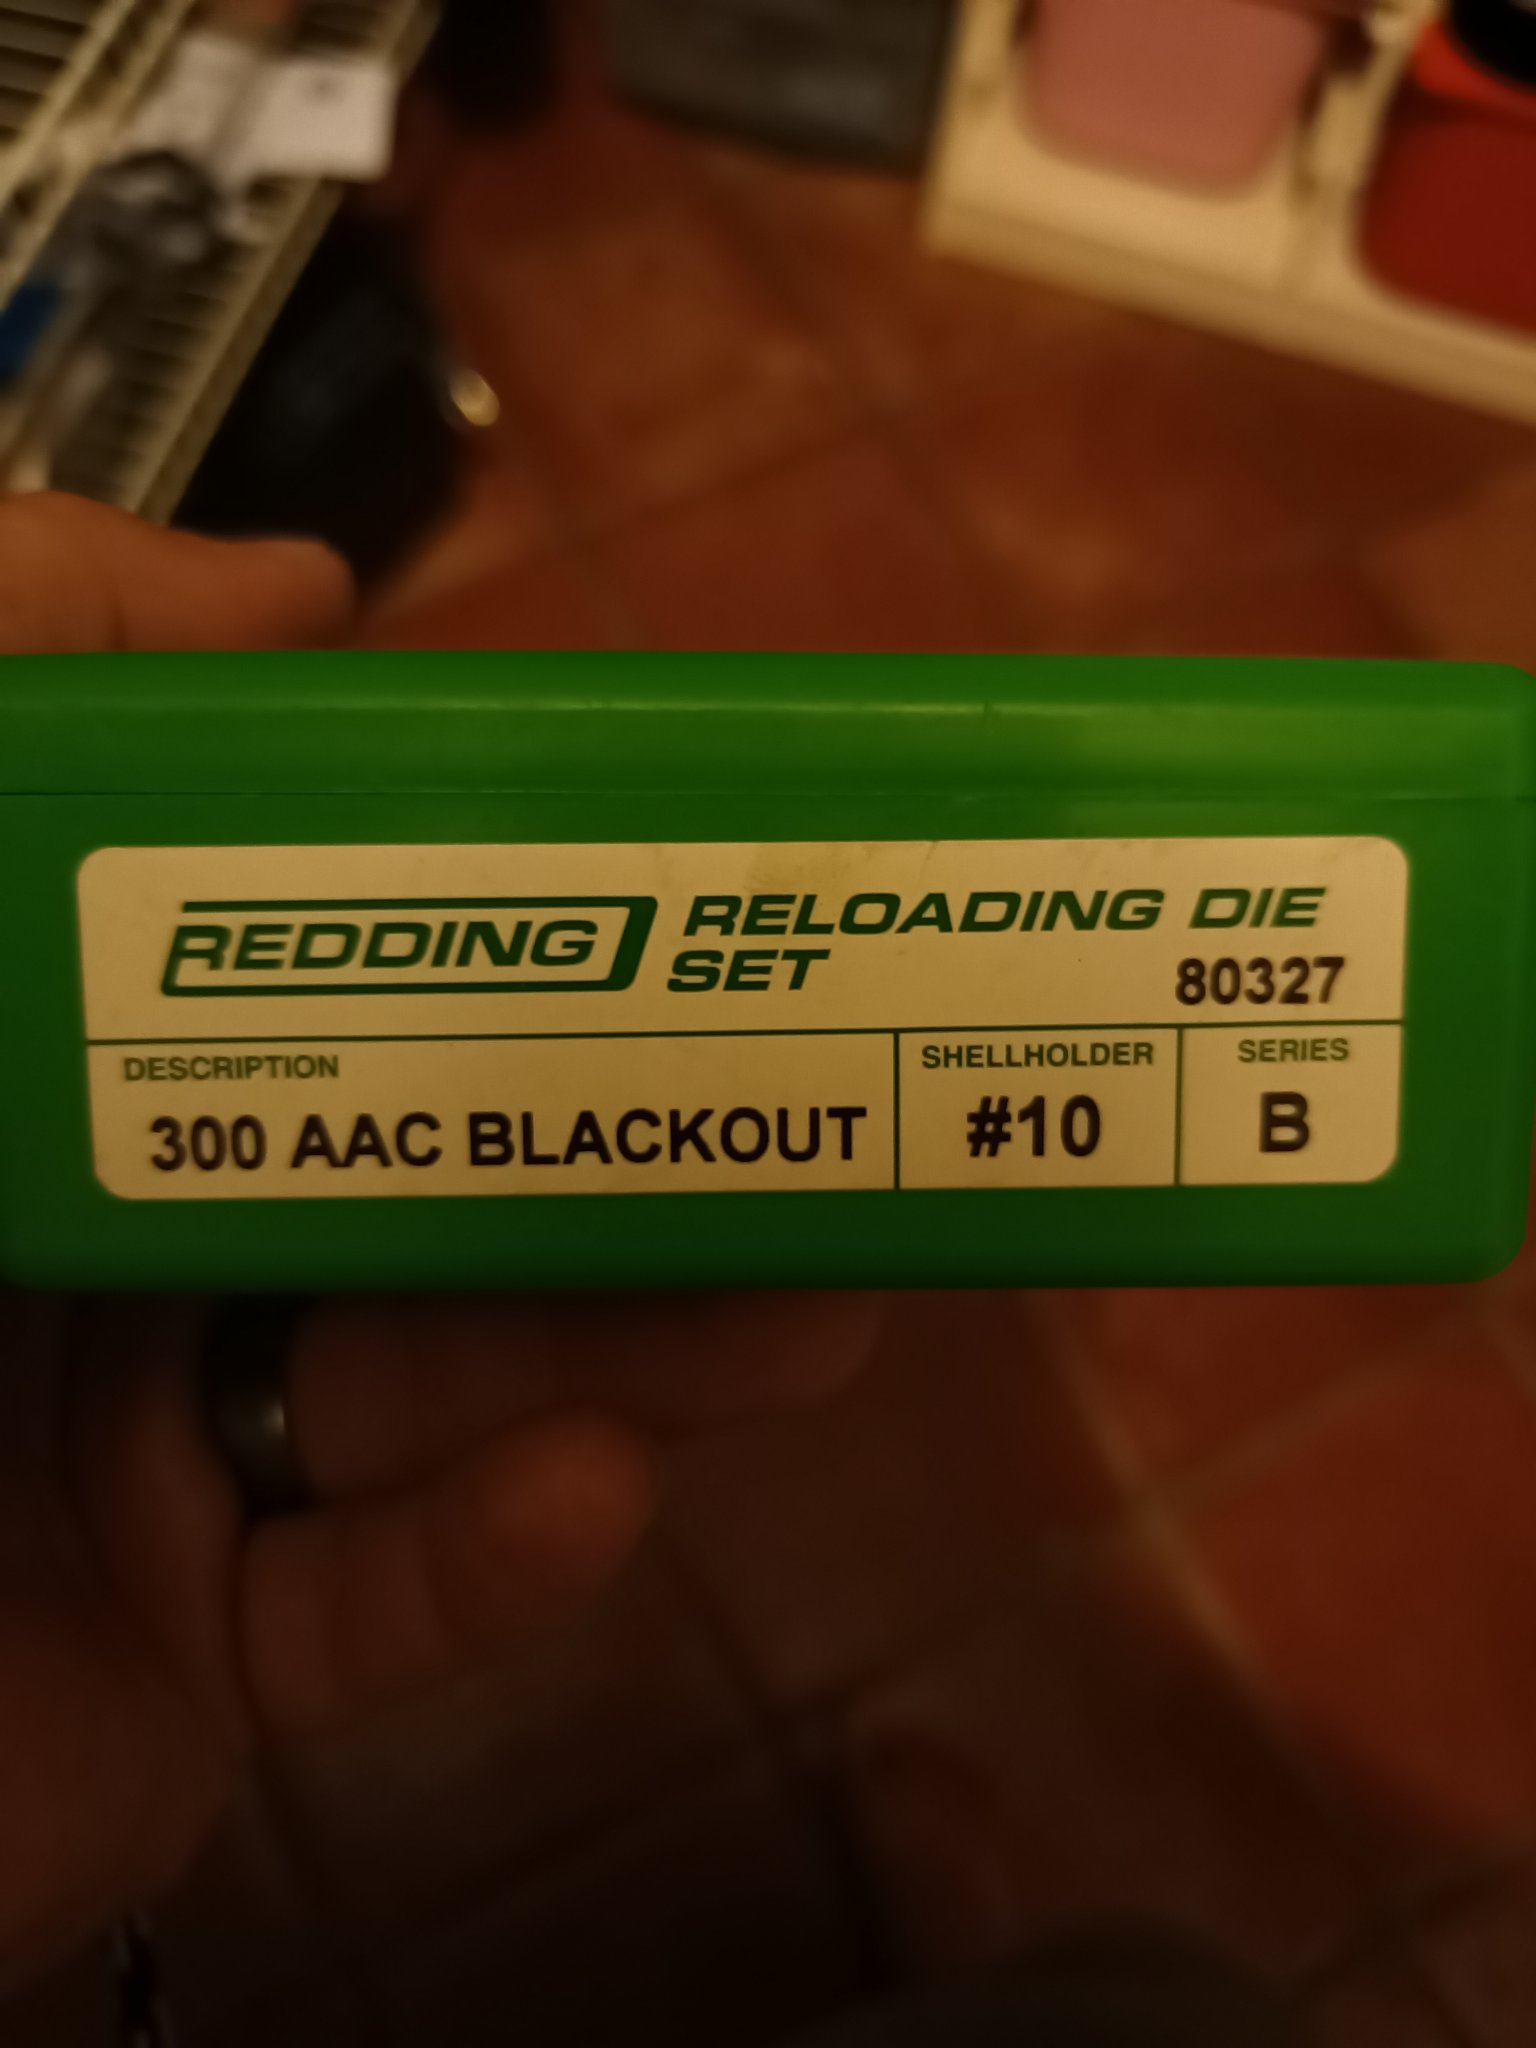 REDDING RELOADING DIE
SET
80327
DESCRIPTION
300 AAC BLACKOUT
SHELLHOLDER
#10
SERIES
B